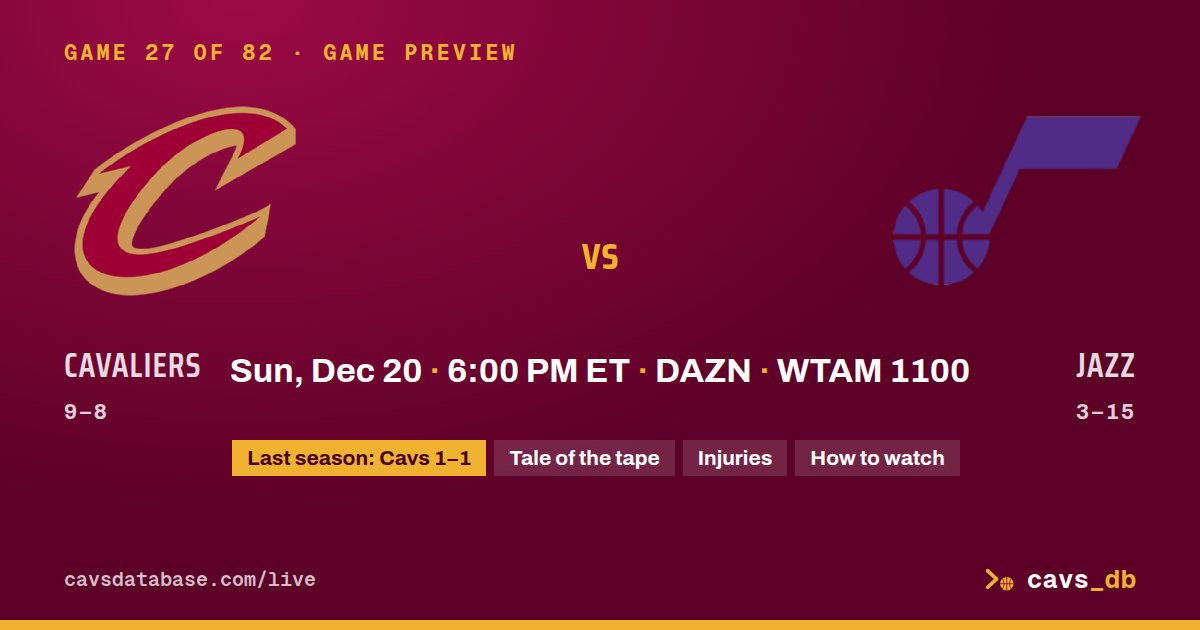 GAME 27 OF 82 · GAME PREVIEW
VS
CAVALIERS
Sun, Dec 20 · 6:00 PM ET · DAZN · WTAM 1100
JAZZ
9–8
3–15
Last season: Cavs 1–1
Tale of the tape
Injuries
How to watch
cavsdatabase.com/live
cavs_db